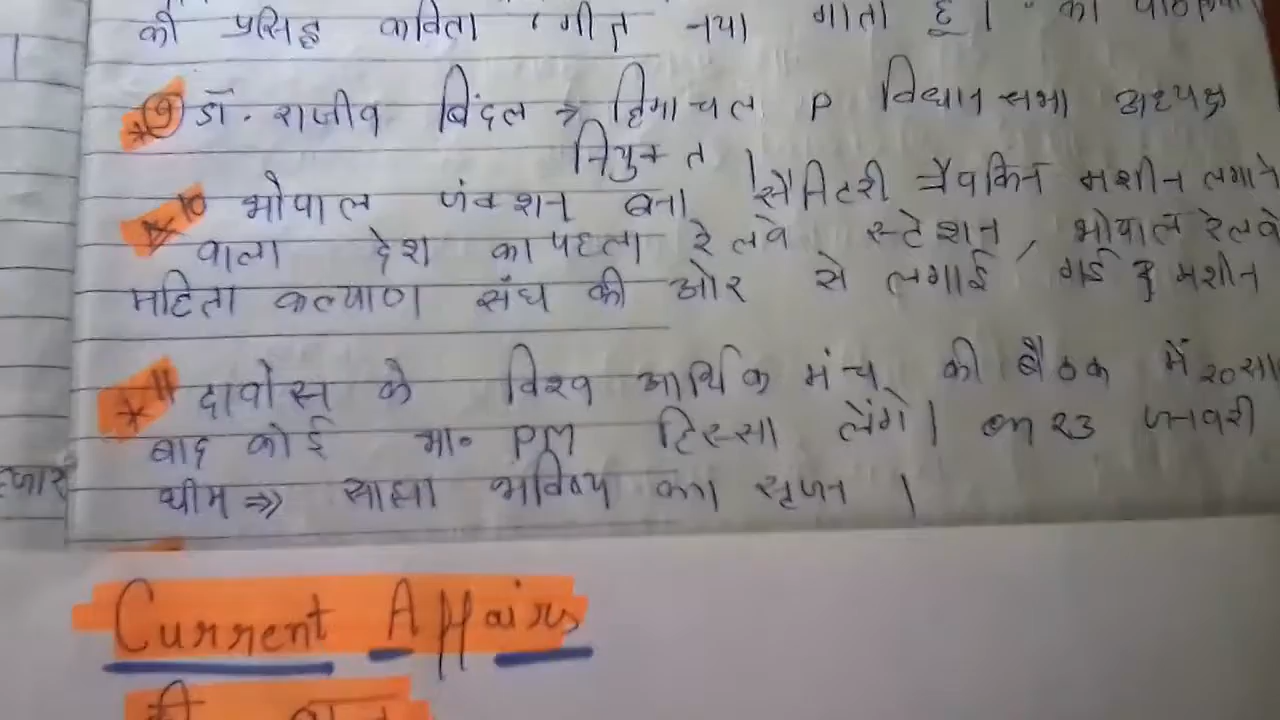 की प्रसिद्ध कविता 'गीत नया गाता हूँ।
9 डॉ. राजीव बिंदल → हिमाचल P विधानसभा अध्यक्ष
नियुक्त
* 10 भोपाल जंक्शन बना सैनिटरी नैपकिन मशीन लगाने
वाला देश का पहला रेलवे स्टेशन, भोपाल रेलवे
महिला कल्याण संघ की ओर से लगाई गई है मशीन
* 11 दावोस के विश्व आर्थिक मंच की बैठक में 20 सा
बाद कोई भा॰ PM हिस्सा लेंगे। on 23 जनवरी
थीम ⇒ साझा भविष्य का सृजन।
Current Affairs
की